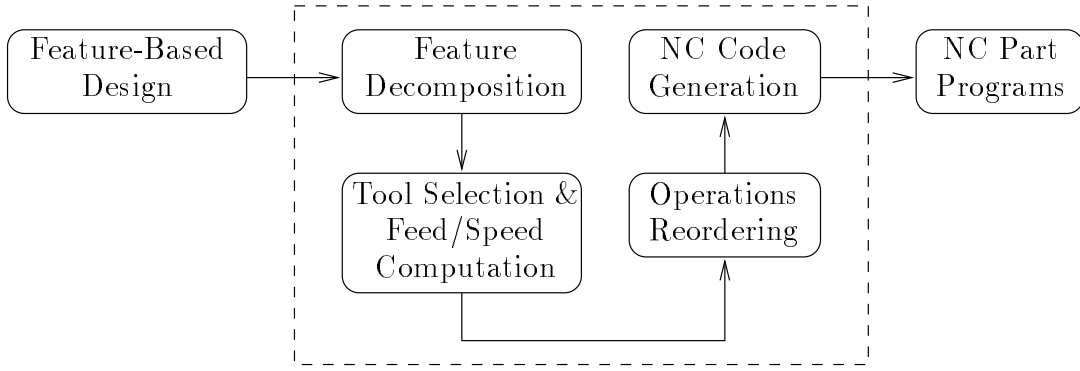 Feature-Based
Design
Feature
Decomposition
Tool Selection &
Feed/Speed
Computation
Operations
Reordering
NC Code
Generation
NC Part
Programs